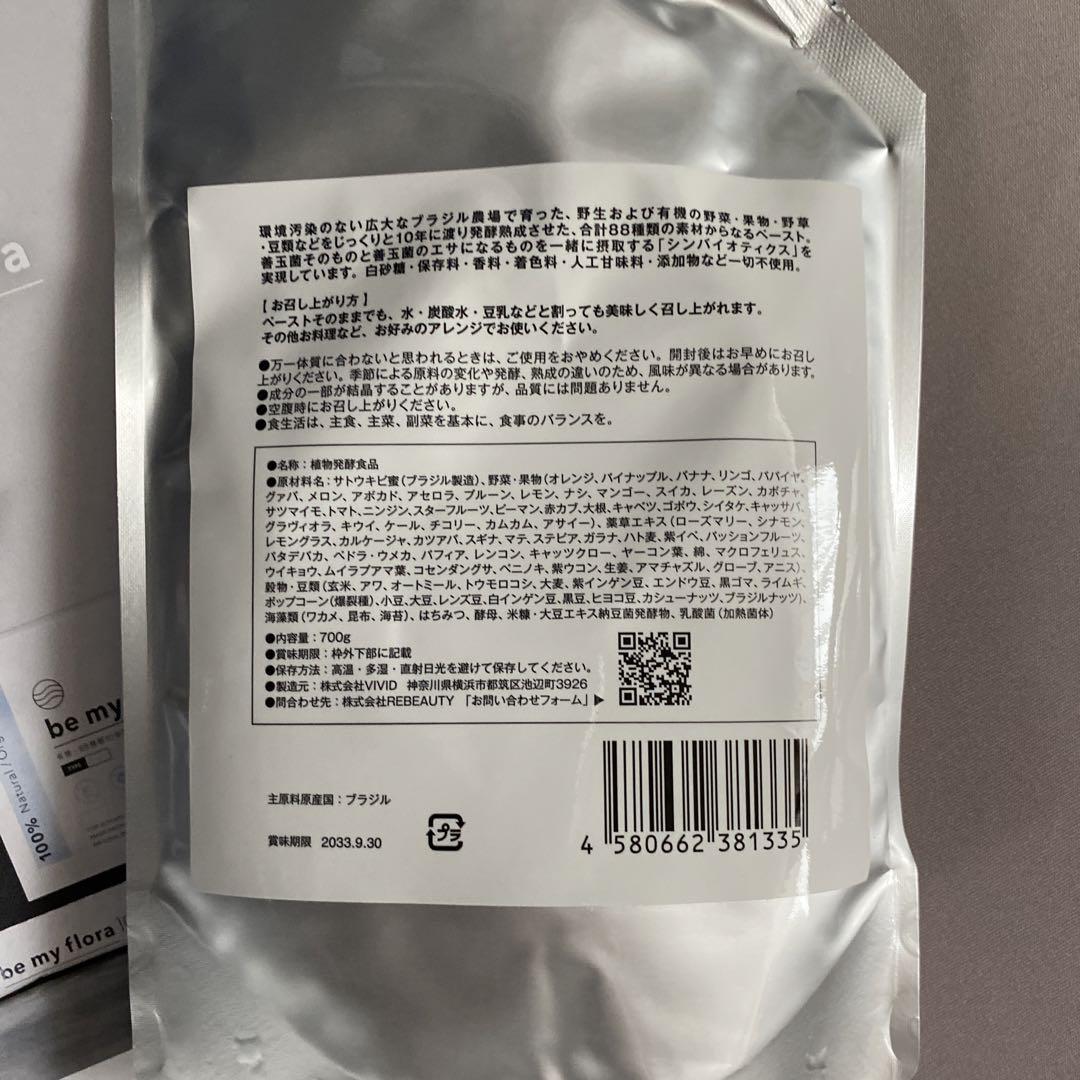 環境汚染のない広大なブラジル農場で育った、野生および有機の野菜・果物・野草
・豆類などをじっくりと10年に渡り発酵熟成させた、合計88種類の素材からなるペースト。
善玉菌そのものと善玉菌のエサになるものを一緒に摂取する「シンバイオティクス」を
実現しています。白砂糖・保存料・香料・着色料・人工甘味料・添加物など一切不使用。
【お召し上がり方】
ペーストそのままでも、水・炭酸水・豆乳などと割っても美味しく召し上がれます。
その他お料理など、お好みのアレンジでお使いください。
●万一体質に合わないと思われるときは、ご使用をおやめください。開封後はお早めにお召し
上がりください。季節による原料の変化や発酵、熟成の違いのため、風味が異なる場合があります。
●成分の一部が結晶することがありますが、品質には問題ありません。
●空腹時にお召し上がりください。
●食生活は、主食、主菜、副菜を基本に、食事のバランスを。
●名称：植物発酵食品
●原材料名：サトウキビ蜜（ブラジル製造）、野菜・果物（オレンジ、パイナップル、バナナ、リンゴ、パパイヤ、
グァバ、メロン、アボカド、アセロラ、プルーン、レモン、ナシ、マンゴー、スイカ、レーズン、カボチャ、
サツマイモ、トマト、ニンジン、スターフルーツ、ピーマン、赤カブ、大根、キャベツ、ゴボウ、シイタケ、キャッサバ、
グラヴィオラ、キウイ、ケール、チコリー、カムカム、アサイー）、薬草エキス（ローズマリー、シナモン、
レモングラス、カルケージャ、カツアバ、スギナ、マテ、ステビア、ガラナ、ハト麦、紫イペ、パッションフルーツ、
パタデバカ、ペドラ・ウメカ、パフィア、レンコン、キャッツクロー、ヤーコン葉、綿、マクロフェリュス、
ウイキョウ、ムイラプアマ葉、コセンダングサ、ベニノキ、紫ウコン、生姜、アマチャズル、グローブ、アニス）、
穀物・豆類（玄米、アワ、オートミール、トウモロコシ、大麦、紫インゲン豆、エンドウ豆、黒ゴマ、ライムギ、
ポップコーン（爆裂種）、小豆、大豆、レンズ豆、白インゲン豆、黒豆、ヒヨコ豆、カシューナッツ、ブラジルナッツ）、
海藻類（ワカメ、昆布、海苔）、はちみつ、酵母、米糠・大豆エキス納豆菌発酵物、乳酸菌（加熱菌体）
●内容量：700g
●賞味期限：枠外下部に記載
●保存方法：高温・多湿・直射日光を避けて保存してください。
●製造元：株式会社VIVID 神奈川県横浜市都筑区池辺町3926
●問合わせ先：株式会社REBEAUTY 「お問い合わせフォーム」▶
主原料原産国：ブラジル
賞味期限 2033.9.30
プラ
4 580662 381335
be my
100% Natural / Org
be my flora